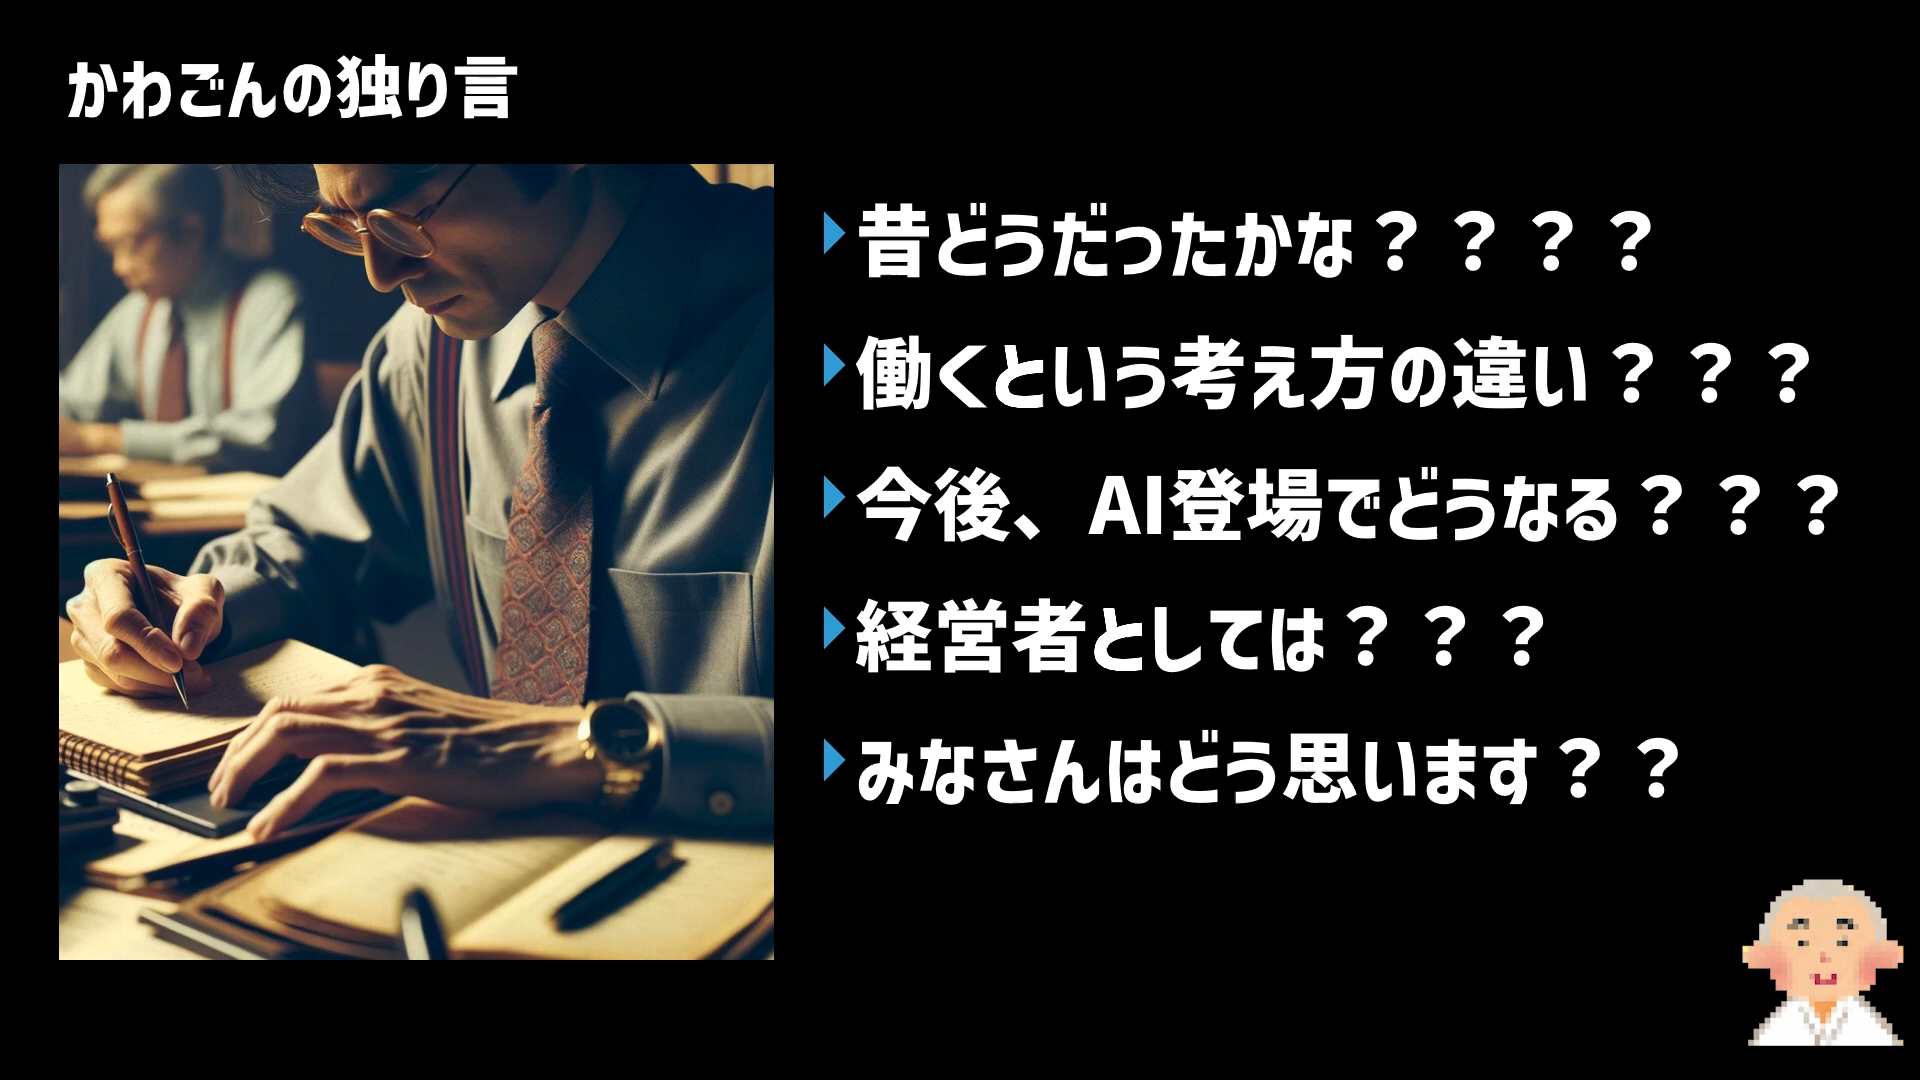 かわごんの独り言
昔どうだったかな？？？？
働くという考え方の違い？？？
今後、AI登場でどうなる？？？
経営者としては？？？
みなさんはどう思います？？